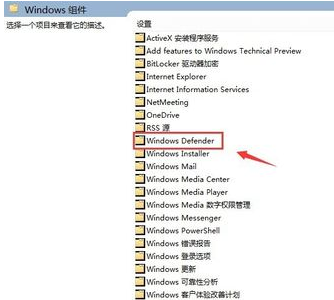 Windows 组件
选择一个项目来查看它的描述。
设置
ActiveX 安装程序服务
Add features to Windows Technical Preview
BitLocker 驱动器加密
Internet Explorer
Internet Information Services
NetMeeting
OneDrive
RSS 源
Windows Defender
Windows Installer
Windows Mail
Windows Media Center
Windows Media Player
Windows Media 数字权限管理
Windows Messenger
Windows PowerShell
Windows 错误报告
Windows 登录选项
Windows 更新
Windows 可靠性分析
Windows 客户体验改善计划